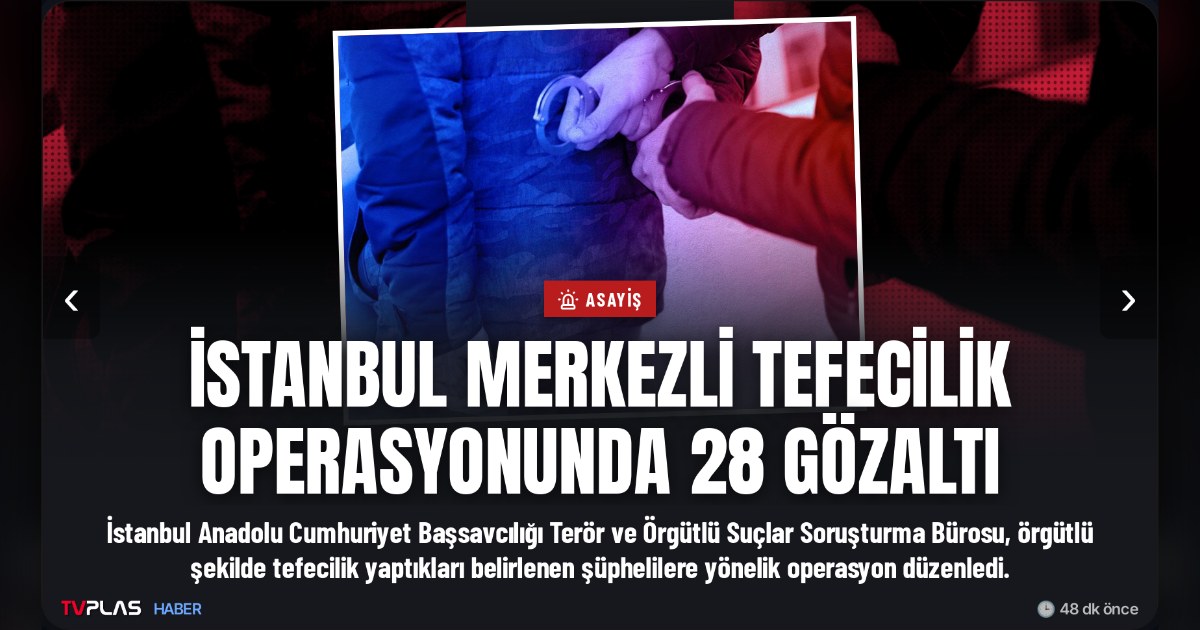 ASAYİŞ
İSTANBUL MERKEZLİ TEFECİLİK
OPERASYONUNDA 28 GÖZALTI
İstanbul Anadolu Cumhuriyet Başsavcılığı Terör ve Örgütlü Suçlar Soruşturma Bürosu, örgütlü
şekilde tefecilik yaptıkları belirlenen şüphelilere yönelik operasyon düzenledi.
TVPLAS HABER
48 dk önce